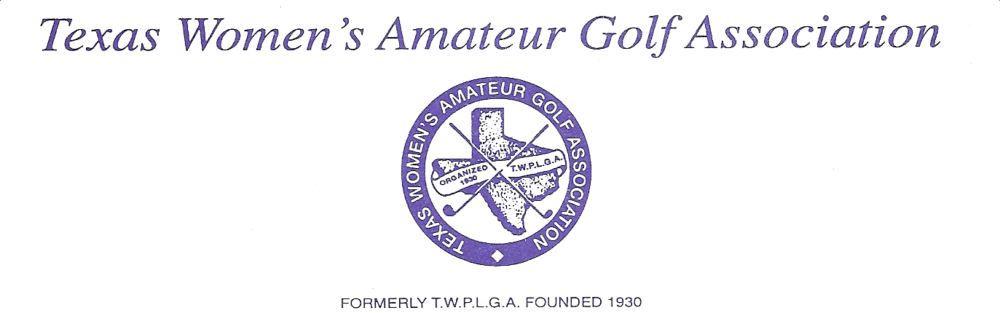 Texas Women's Amateur Golf Association
TEXAS WOMEN'S AMATEUR GOLF ASSOCIATION
ORGANIZED
1930
T.W.P.L.G.A.
FORMERLY T.W.P.L.G.A. FOUNDED 1930